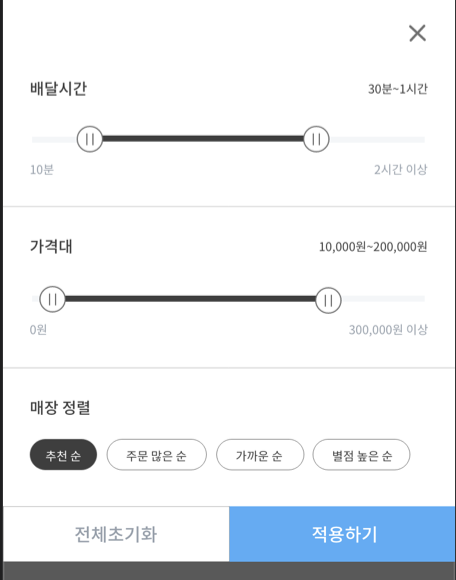 배달시간 30분~1시간
10분 2시간 이상
가격대 10,000원~200,000원
0원 300,000원 이상
매장 정렬
추천 순 주문 많은 순 가까운 순 별점 높은 순
전체초기화 적용하기